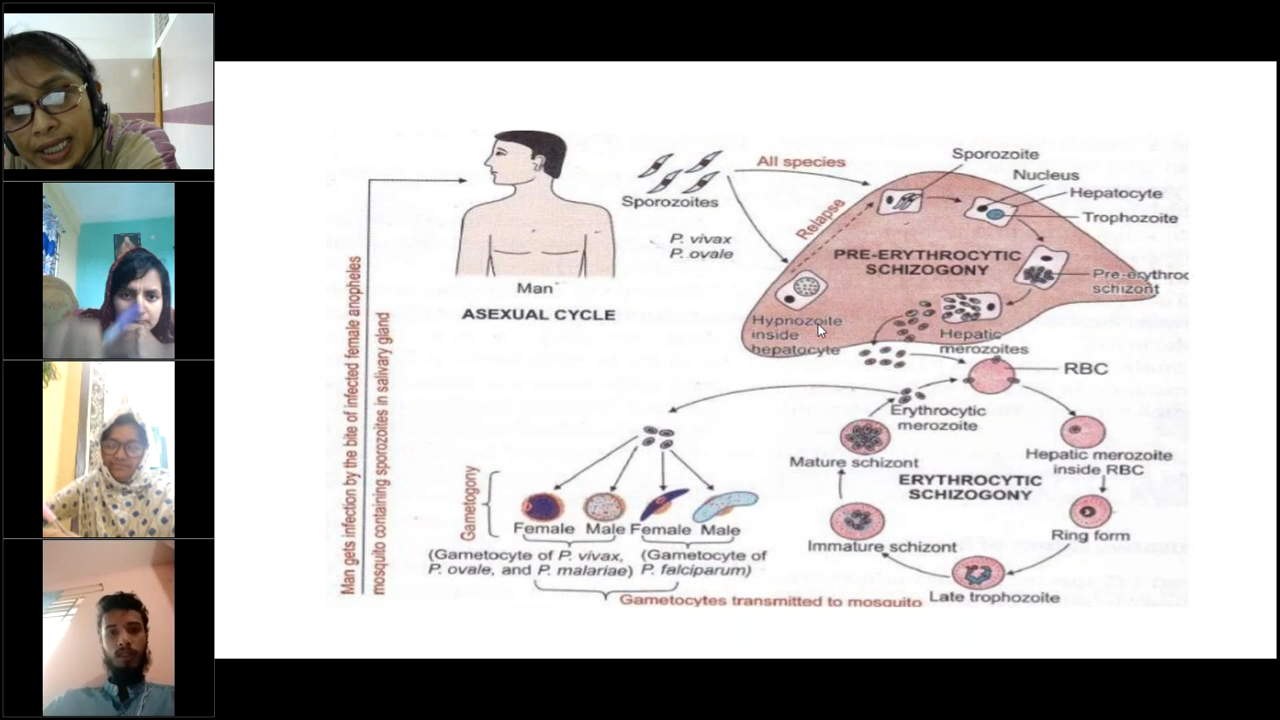 Man gets infection by the bite of infected female anopheles
mosquito containing sporozoites in salivary gland
Man
ASEXUAL CYCLE
Sporozoites
All species
P. vivax
P. ovale
Relapse
Sporozoite
Nucleus
Hepatocyte
Trophozoite
PRE-ERYTHROCYTIC
SCHIZOGONY
Pre-erythroc
schizont
Hypnozoite
inside
hepatocyte
Hepatic
merozoites
RBC
Erythrocytic
merozoite
Hepatic merozoite
inside RBC
Mature schizont
ERYTHROCYTIC
SCHIZOGONY
Ring form
Immature schizont
Late trophozoite
Gametogony
Female Male Female Male
(Gametocyte of P. vivax,
P. ovale, and P. malariae)
(Gametocyte of
P. falciparum)
Gametocytes transmitted to mosquito